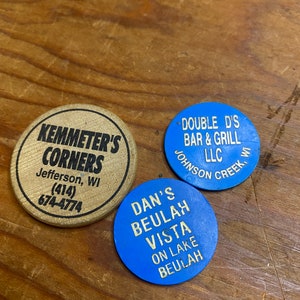 KEMMETER'S
CORNERS
Jefferson, WI
(414)
674-4774
DOUBLE D'S
BAR & GRILL
LLC
JOHNSON CREEK, WI
DAN'S
BEULAH
VISTA
ON LAKE
BEULAH